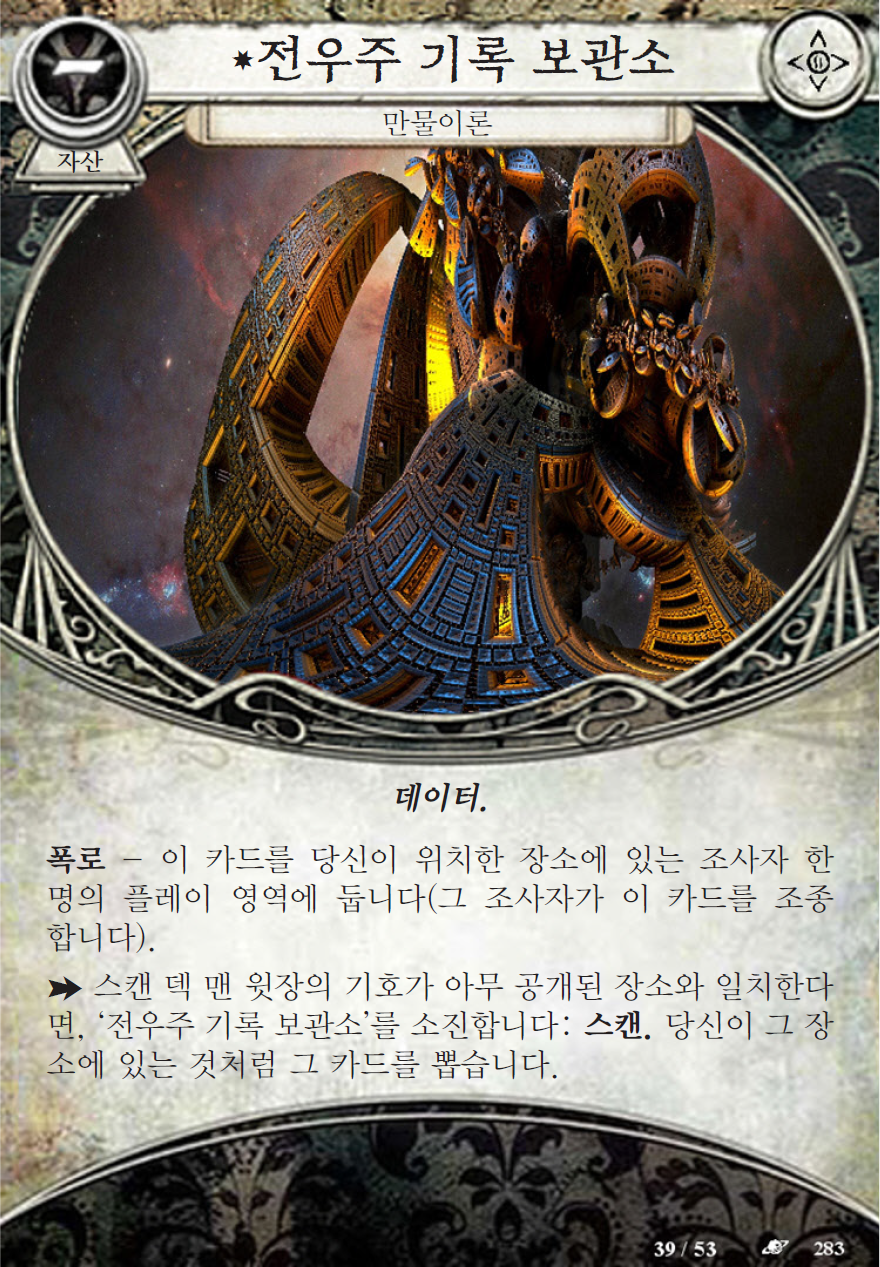 ✷전우주 기록 보관소
만물이론
자산
데이터.
폭로 – 이 카드를 당신이 위치한 장소에 있는 조사자 한
명의 플레이 영역에 둡니다(그 조사자가 이 카드를 조종
합니다).
스캔 덱 맨 윗장의 기호가 아무 공개된 장소와 일치한다
면, ‘전우주 기록 보관소’를 소진합니다: 스캔. 당신이 그 장
소에 있는 것처럼 그 카드를 뽑습니다.
39 / 53 283